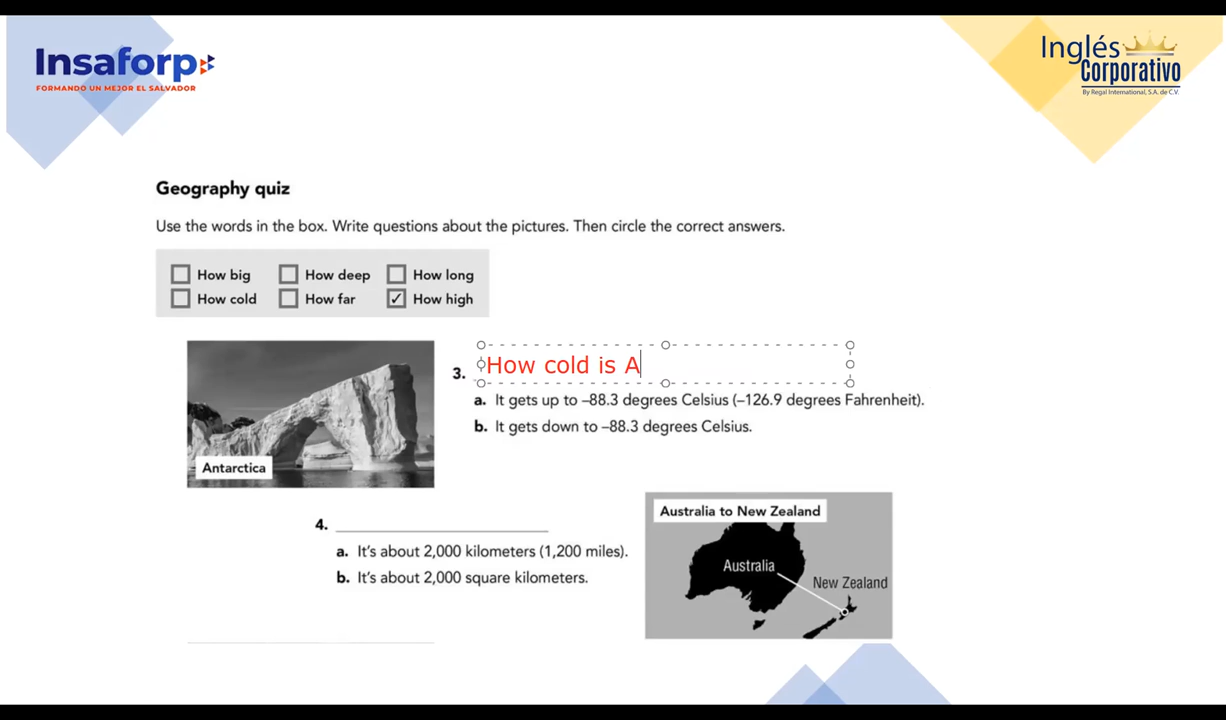 Insaforp
FORMANDO UN MEJOR EL SALVADOR
Inglés
Corporativo
By Regal International, S.A. de C.V.
Geography quiz
Use the words in the box. Write questions about the pictures. Then circle the correct answers.
How big How deep How long
How cold How far ✓ How high
3. How cold is A
a. It gets up to –88.3 degrees Celsius (–126.9 degrees Fahrenheit).
b. It gets down to –88.3 degrees Celsius.
Antarctica
4.
a. It's about 2,000 kilometers (1,200 miles).
b. It's about 2,000 square kilometers.
Australia to New Zealand
Australia
New Zealand